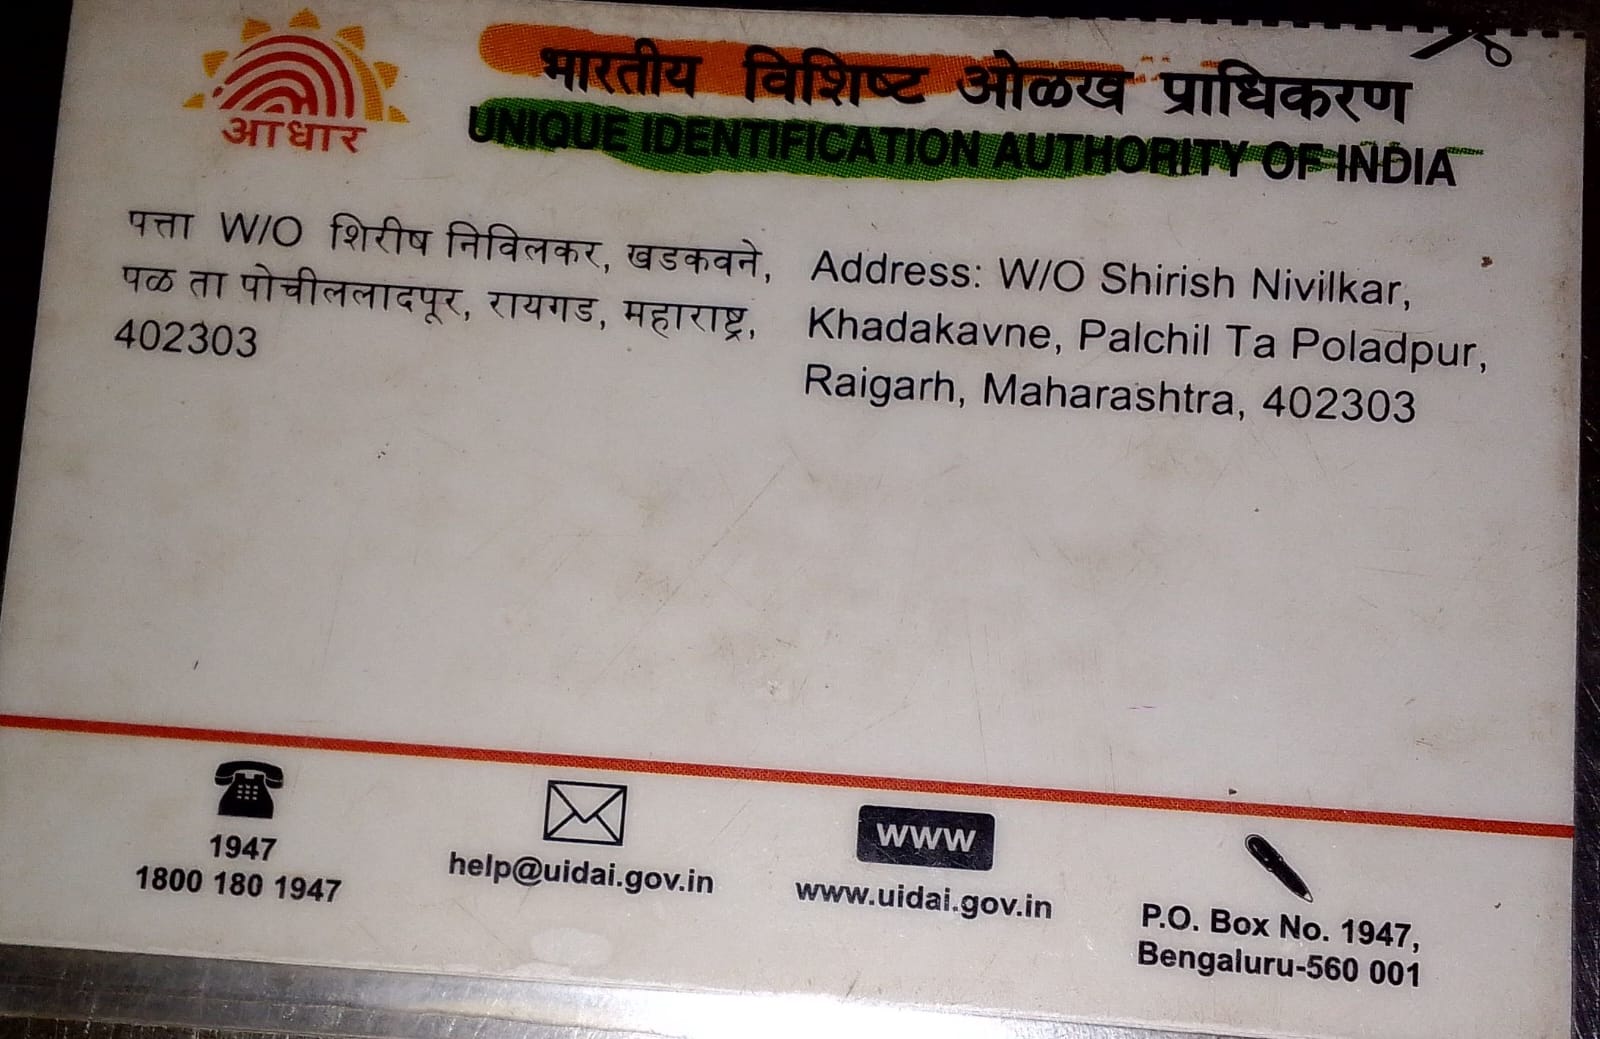 आधार
भारतीय विशिष्ट ओळख प्राधिकरण
UNIQUE IDENTIFICATION AUTHORITY OF INDIA
पत्ता W/O शिरीष निविलकर, खडकवने,
पळ ता पोचीललादपूर, रायगड, महाराष्ट्र,
402303
Address: W/O Shirish Nivilkar,
Khadakavne, Palchil Ta Poladpur,
Raigarh, Maharashtra, 402303
1947
1800 180 1947
help@uidai.gov.in
www
www.uidai.gov.in
P.O. Box No. 1947,
Bengaluru-560 001